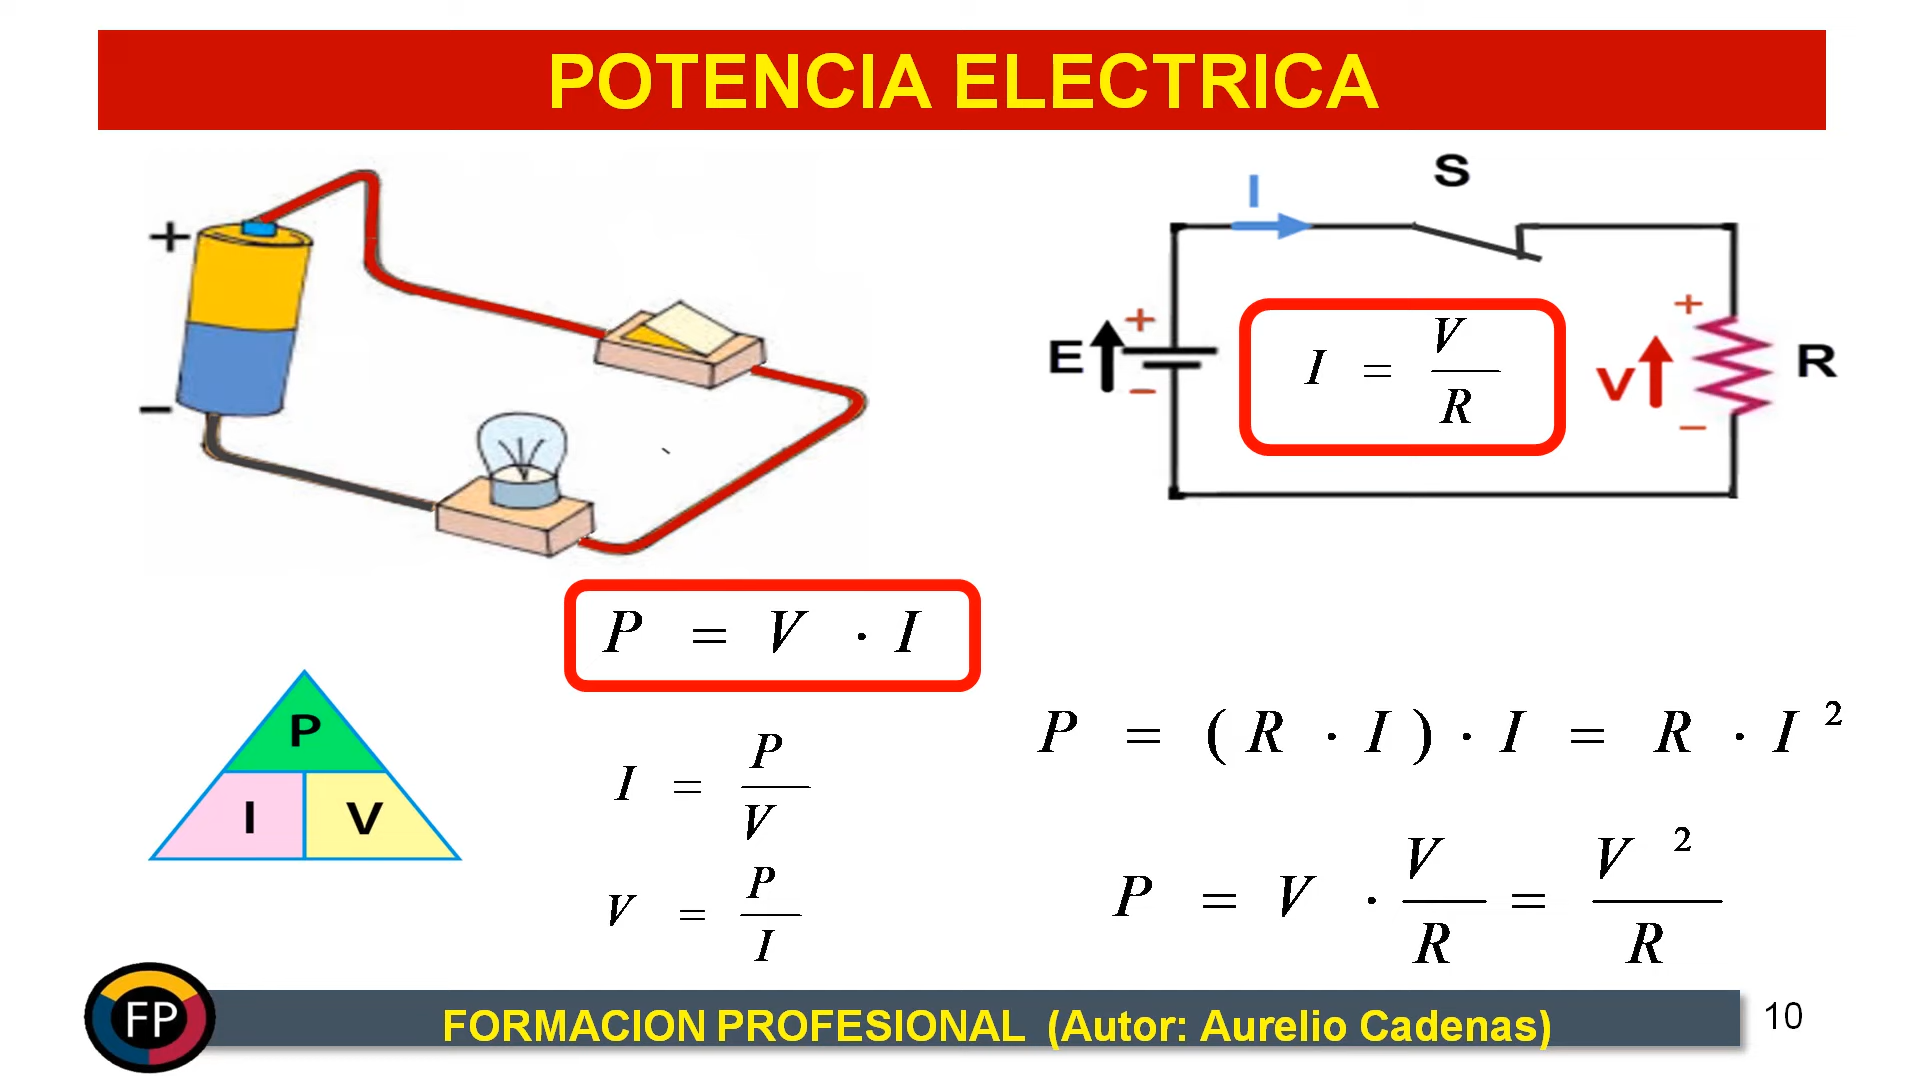 POTENCIA ELECTRICA
+
−
S
I
E
+
−
I = V / R
V
+
−
R
P = V · I
P
I V
I = P / V
V = P / I
P = (R · I) · I = R · I²
P = V · V / R = V² / R
FP
FORMACION PROFESIONAL (Autor: Aurelio Cadenas)
10